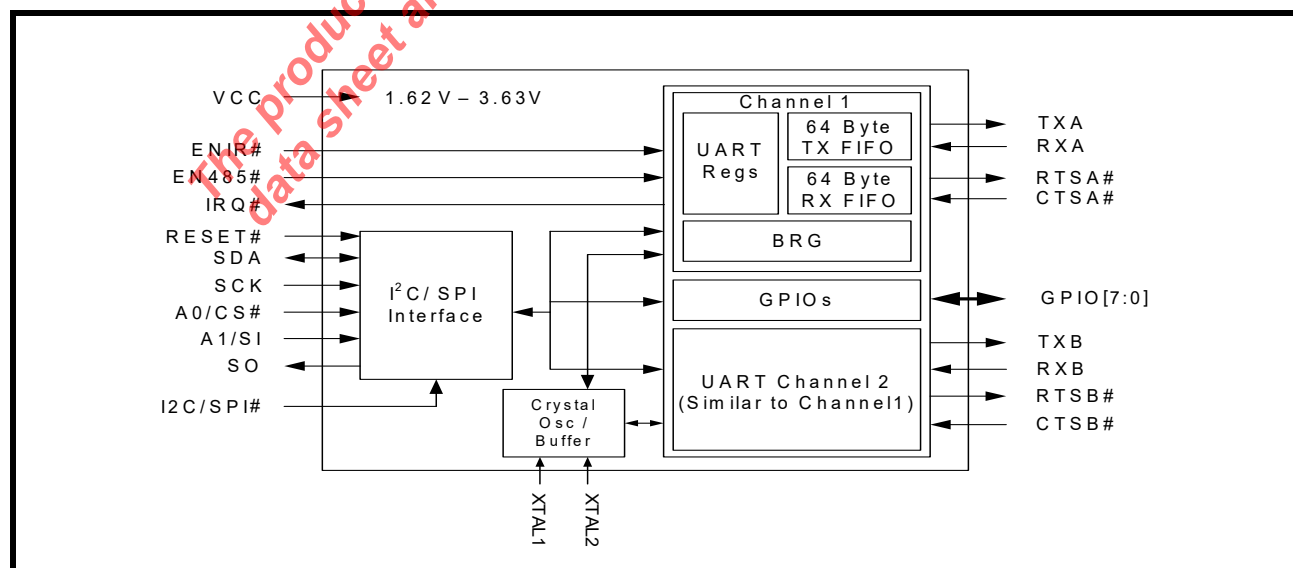 The produc
data sheet a
VCC
1.62 V – 3.63V
ENIR#
EN485#
IRQ#
RESET#
SDA
SCK
A0/CS#
A1/SI
SO
I2C/SPI#
I²C/ SPI
Interface
Crystal
Osc /
Buffer
XTAL1
XTAL2
Channel 1
UART
Regs
64 Byte
TX FIFO
64 Byte
RX FIFO
BRG
GPIOs
UART Channel 2
(Similar to Channel1)
TXA
RXA
RTSA#
CTSA#
GPIO[7:0]
TXB
RXB
RTSB#
CTSB#